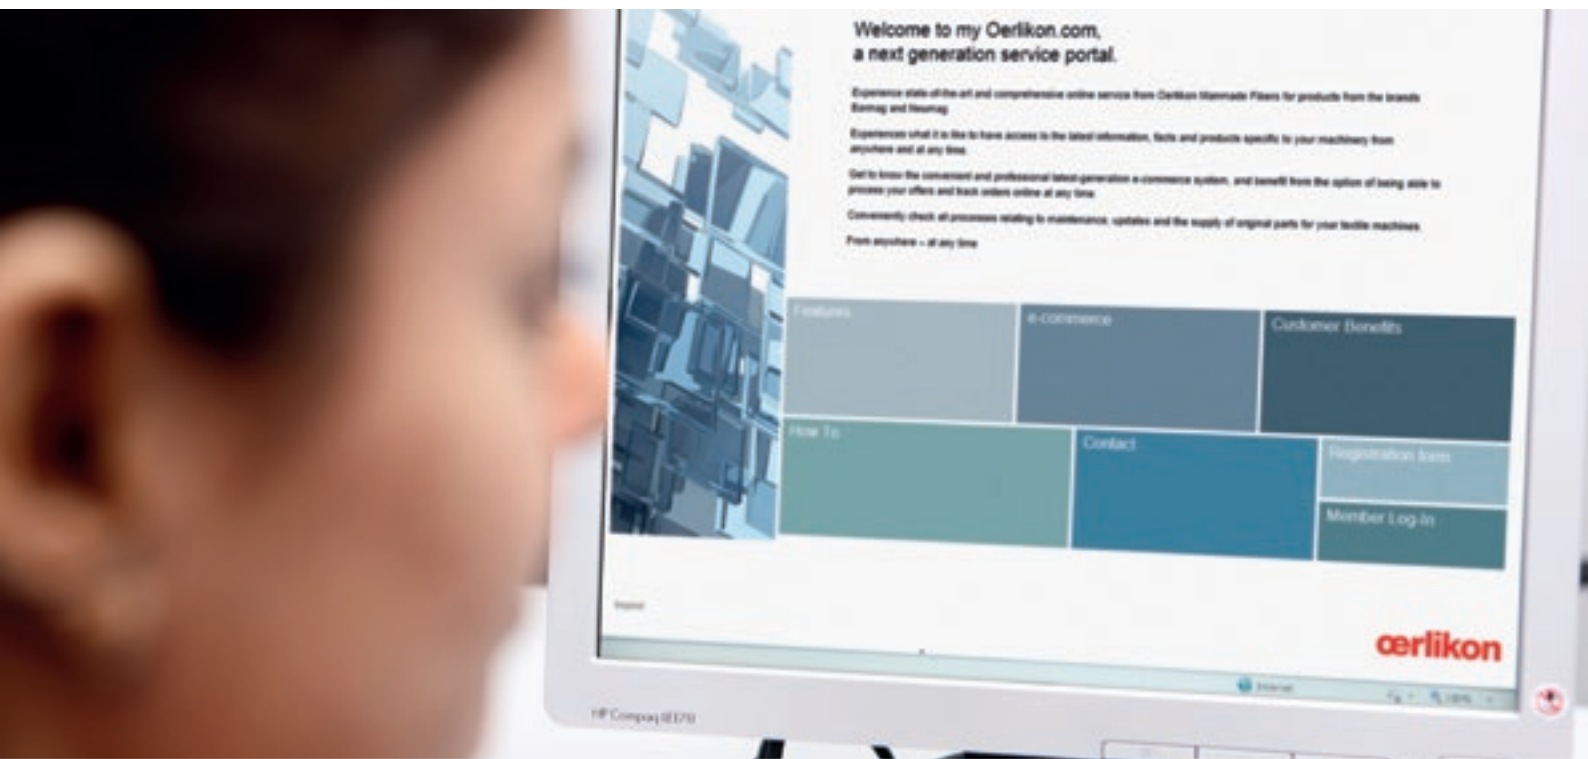 Welcome to my Oerlikon.com,
a next generation service portal.
Experience state-of-the-art and comprehensive online service from Oerlikon Manmade Fibers for products from the brands
Barmag and Neumag
Experiences what it is like to have access to the latest information, facts and products specific to your machinery from
anywhere and at any time.
Get to know the convenient and professional latest-generation e-commerce system, and benefit from the option of being able to
process your offers and track orders online at any time
Conveniently check all processes relating to maintenance, updates and the supply of original parts for your textile machines
From anywhere – at any time
Features
e-commerce
Customer Benefits
How To
Contact
Registration form
Member Log-In
Imprint
œrlikon
Internet
100%
HP Compaq